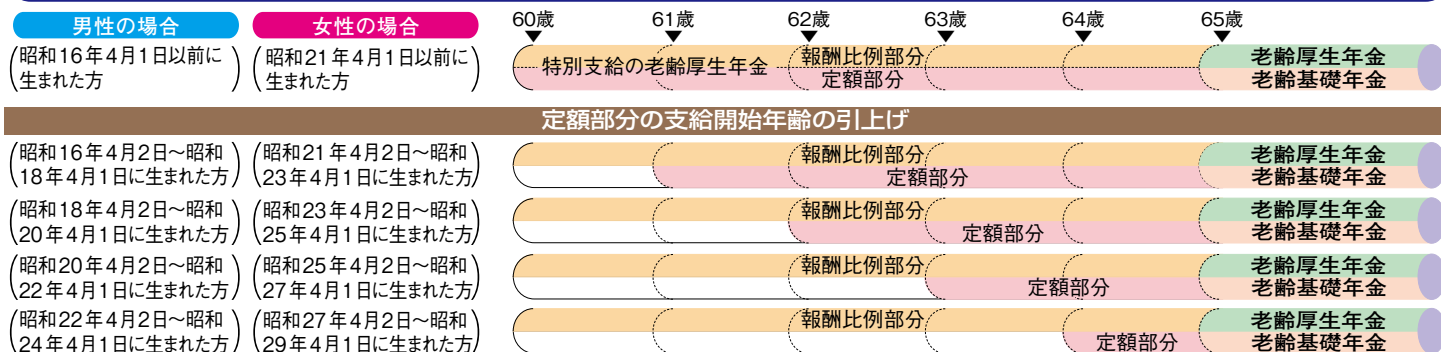 男性の場合 女性の場合 60歳 61歳 62歳 63歳 64歳 65歳
(昭和16年4月1日以前に
生まれた方) (昭和21年4月1日以前に
生まれた方) 特別支給の老齢厚生年金 報酬比例部分 老齢厚生年金
定額部分 老齢基礎年金
定額部分の支給開始年齢の引上げ
(昭和16年4月2日~昭和
18年4月1日に生まれた方) (昭和21年4月2日~昭和
23年4月1日に生まれた方) 報酬比例部分 老齢厚生年金
定額部分 老齢基礎年金
(昭和18年4月2日~昭和
20年4月1日に生まれた方) (昭和23年4月2日~昭和
25年4月1日に生まれた方) 報酬比例部分 老齢厚生年金
定額部分 老齢基礎年金
(昭和20年4月2日~昭和
22年4月1日に生まれた方) (昭和25年4月2日~昭和
27年4月1日に生まれた方) 報酬比例部分 老齢厚生年金
定額部分 老齢基礎年金
(昭和22年4月2日~昭和
24年4月1日に生まれた方) (昭和27年4月2日~昭和
29年4月1日に生まれた方) 報酬比例部分 老齢厚生年金
定額部分 老齢基礎年金